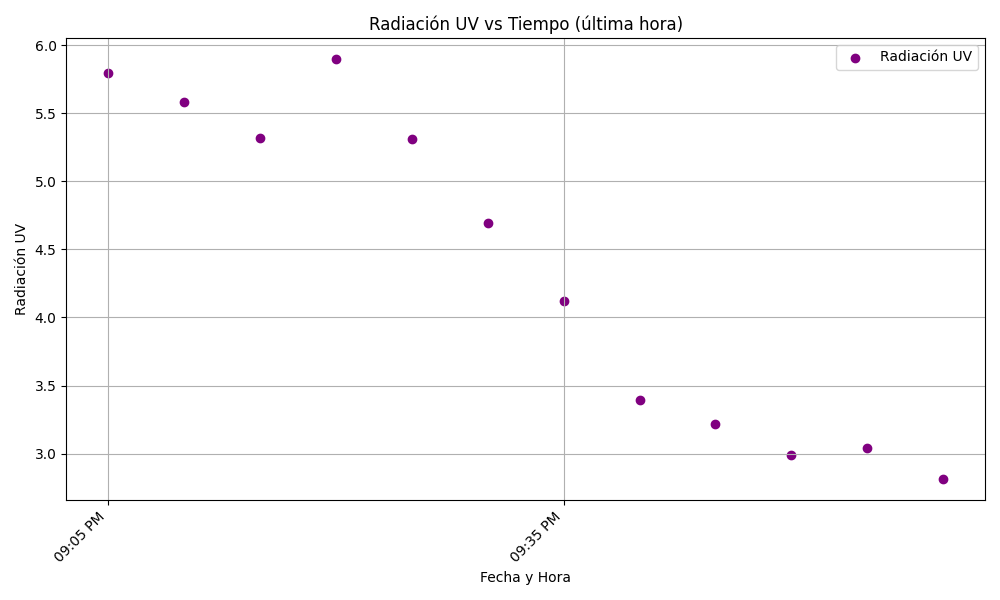 Radiación UV vs Tiempo (última hora)
Radiación UV
6.0
5.5
5.0
4.5
4.0
3.5
3.0
Radiación UV
09:05 PM
09:35 PM
Fecha y Hora